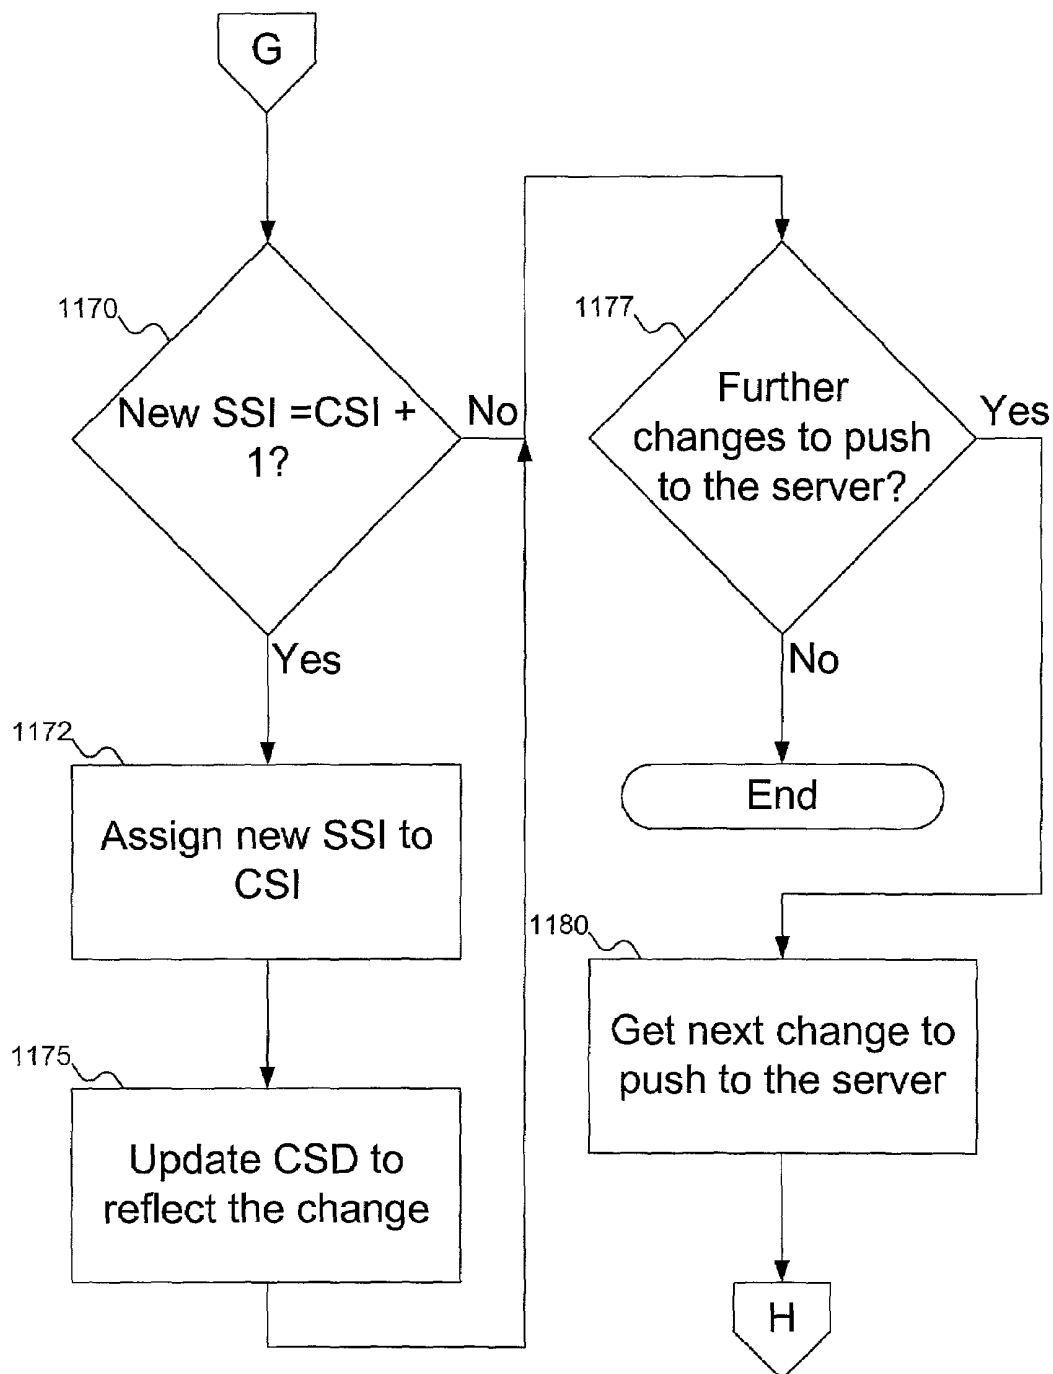 G
1170
New SSI =CSI +
1?
No
Yes
1172
Assign new SSI to
CSI
1175
Update CSD to
reflect the change
1177
Further
changes to push
to the server?
Yes
No
End
1180
Get next change to
push to the server
H